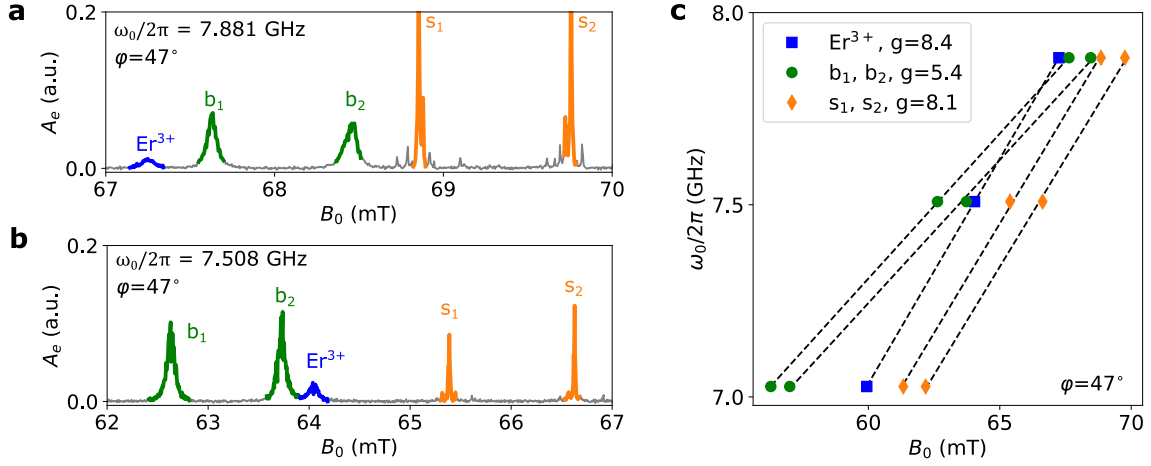 a
0.2
0.0
A_e (a.u.)
ω₀/2π = 7.881 GHz
φ=47°
Er³⁺
b₁
b₂
s₁
s₂
67
68
69
70
B₀ (mT)
b
0.2
0.0
A_e (a.u.)
ω₀/2π = 7.508 GHz
φ=47°
b₁
b₂
Er³⁺
s₁
s₂
62
63
64
65
66
67
B₀ (mT)
c
8.0
7.5
7.0
ω₀/2π (GHz)
Er³⁺, g=8.4
b₁, b₂, g=5.4
s₁, s₂, g=8.1
φ=47°
60
65
70
B₀ (mT)